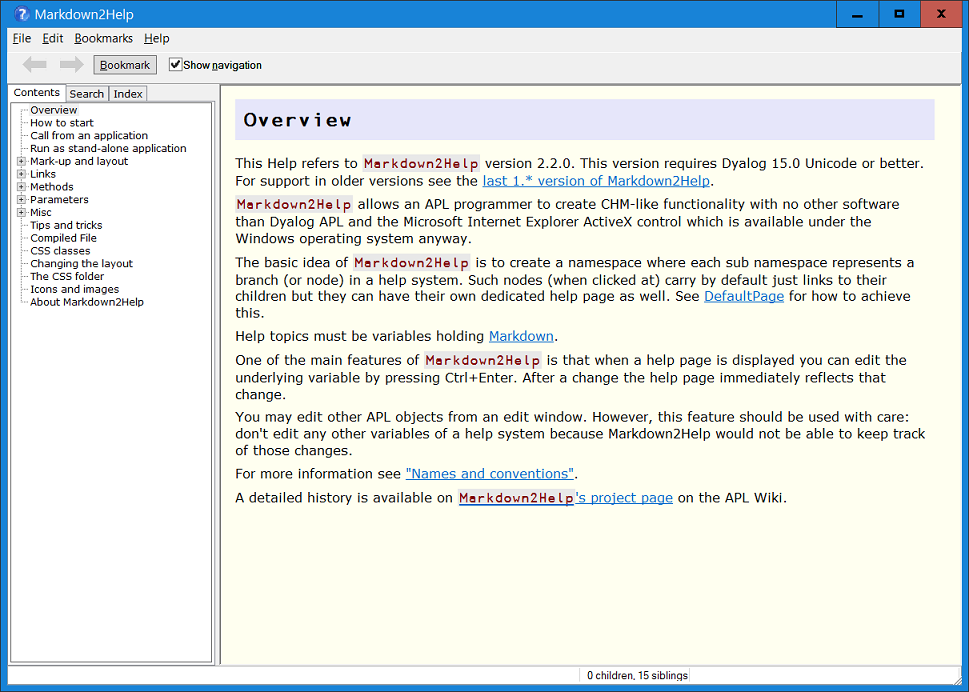 Markdown2Help
File Edit Bookmarks Help
Bookmark Show navigation
Contents Search Index
Overview
How to start
Call from an application
Run as stand-alone application
Mark-up and layout
Links
Methods
Parameters
Misc
Tips and tricks
Compiled File
CSS classes
Changing the layout
The CSS folder
Icons and images
About Markdown2Help
Overview
This Help refers to Markdown2Help version 2.2.0. This version requires Dyalog 15.0 Unicode or better.
For support in older versions see the last 1.* version of Markdown2Help.
Markdown2Help allows an APL programmer to create CHM-like functionality with no other software
than Dyalog APL and the Microsoft Internet Explorer ActiveX control which is available under the
Windows operating system anyway.
The basic idea of Markdown2Help is to create a namespace where each sub namespace represents a
branch (or node) in a help system. Such nodes (when clicked at) carry by default just links to their
children but they can have their own dedicated help page as well. See DefaultPage for how to achieve
this.
Help topics must be variables holding Markdown.
One of the main features of Markdown2Help is that when a help page is displayed you can edit the
underlying variable by pressing Ctrl+Enter. After a change the help page immediately reflects that
change.
You may edit other APL objects from an edit window. However, this feature should be used with care:
don't edit any other variables of a help system because Markdown2Help would not be able to keep track
of those changes.
For more information see "Names and conventions".
A detailed history is available on Markdown2Help's project page on the APL Wiki.
0 children, 15 siblings